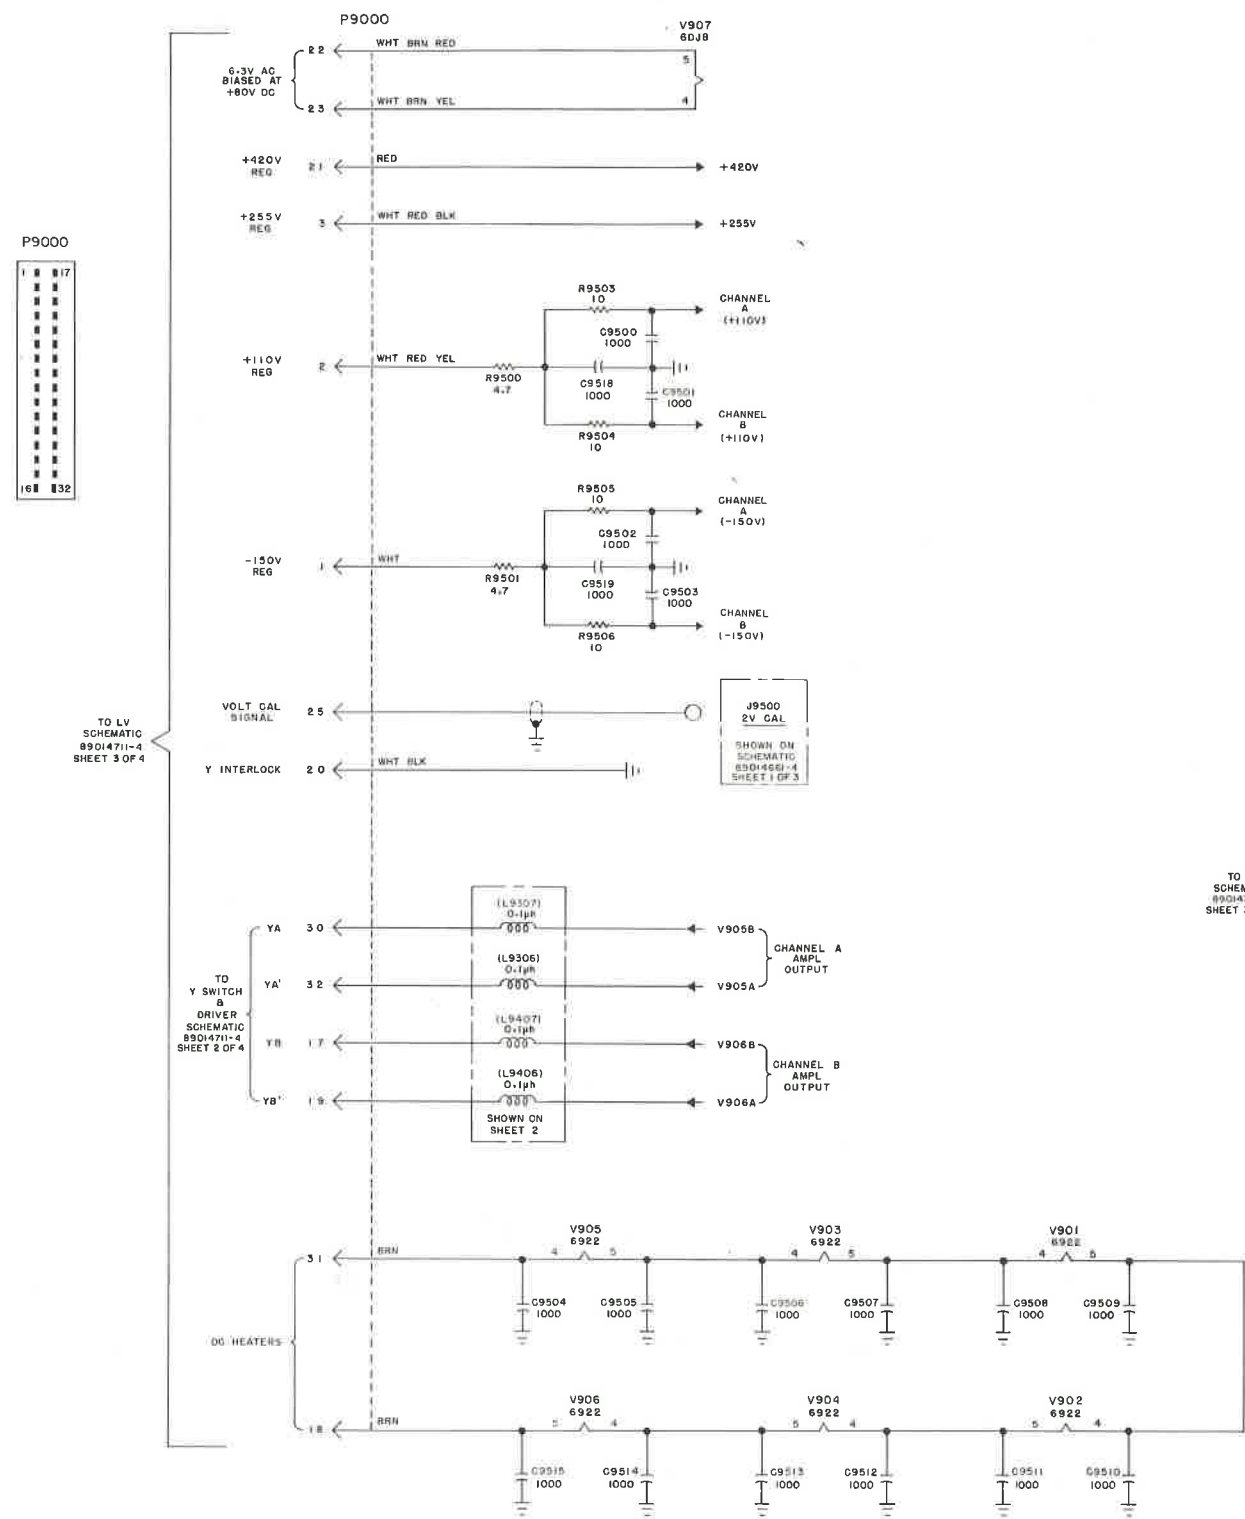 P9000
V907
6DJ8
22
WHT BRN RED
5
6.3V AC
BIASED AT
+80V DC
23
WHT BRN YEL
4
+420V
REG
21
RED
+420V
+255V
REG
3
WHT RED BLK
+255V
P9000
1
17
16
32
R9503
10
CHANNEL
A
(+110V)
C9500
1000
+110V
REG
2
WHT RED YEL
R9500
4.7
C9518
1000
C9501
1000
R9504
10
CHANNEL
B
(+110V)
R9505
10
CHANNEL
A
(-150V)
C9502
1000
-150V
REG
1
WHT
R9501
4.7
C9519
1000
C9503
1000
R9506
10
CHANNEL
B
(-150V)
TO LV
SCHEMATIC
89014711-4
SHEET 3 OF 4
VOLT CAL
SIGNAL
25
J9500
2V CAL
SHOWN ON
SCHEMATIC
89014661-4
SHEET 1 OF 3
Y INTERLOCK
20
WHT BLK
TO
SCHEM
SHEET
(L9307)
0.1µh
YA
30
V905B
(L9306)
0.1µh
YA'
32
V905A
CHANNEL A
AMPL
OUTPUT
TO
Y SWITCH
&
DRIVER
SCHEMATIC
89014711-4
SHEET 2 OF 4
(L9407)
0.1µh
YB
17
V906B
(L9406)
0.1µh
YB'
19
V906A
CHANNEL B
AMPL
OUTPUT
SHOWN ON
SHEET 2
31
BRN
V905
6922
4 5
V903
6922
4 5
V901
6922
4 5
C9504
1000
C9505
1000
C9506
1000
C9507
1000
C9508
1000
C9509
1000
DC HEATERS
18
BRN
V906
6922
5 4
V904
6922
5 4
V902
6922
5 4
C9515
1000
C9514
1000
C9513
1000
C9512
1000
C9511
1000
C9510
1000